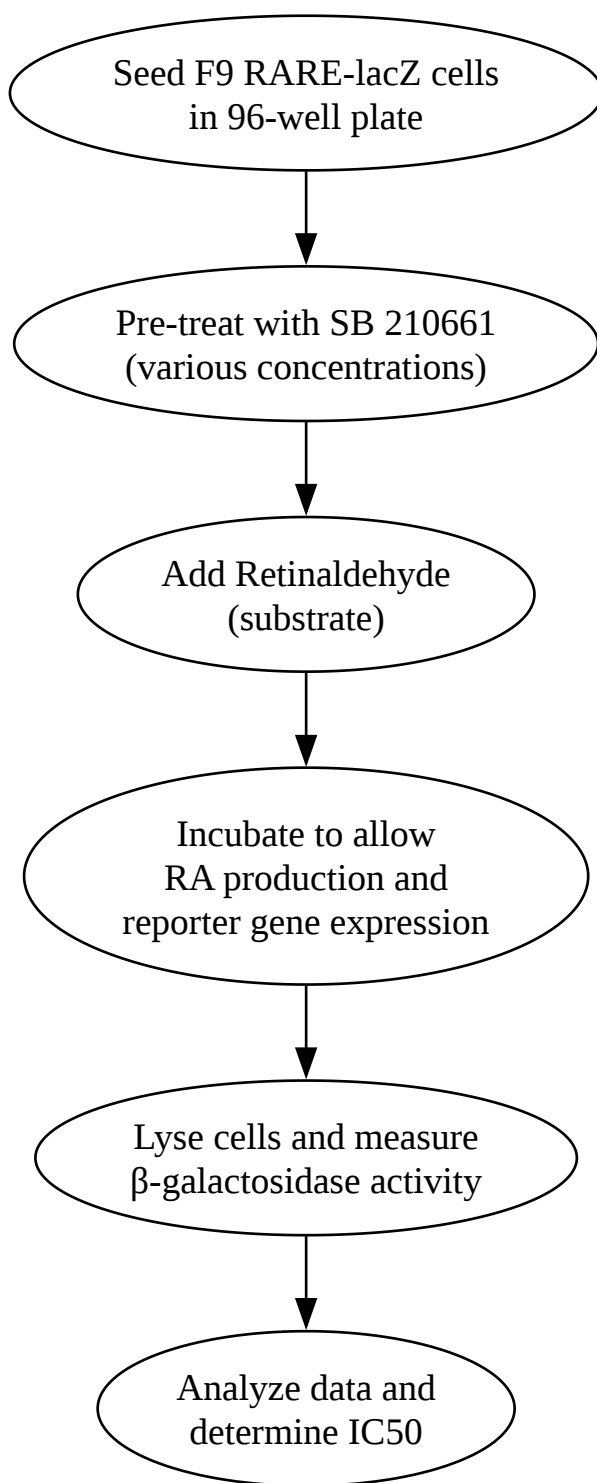 Seed F9 RARE-lacZ cells
in 96-well plate
Pre-treat with SB 210661
(various concentrations)
Add Retinaldehyde
(substrate)
Incubate to allow
RA production and
reporter gene expression
Lyse cells and measure
β-galactosidase activity
Analyze data and
determine IC50